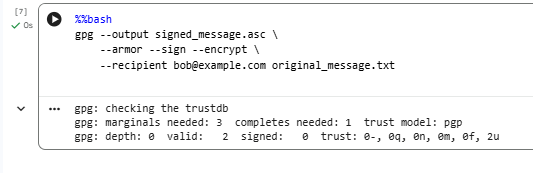 [7]
0s
%%bash
gpg --output signed_message.asc \
    --armor --sign --encrypt \
    --recipient bob@example.com original_message.txt
gpg: checking the trustdb
gpg: marginals needed: 3  completes needed: 1  trust model: pgp
gpg: depth: 0  valid:   2  signed:   0  trust: 0-, 0q, 0n, 0m, 0f, 2u